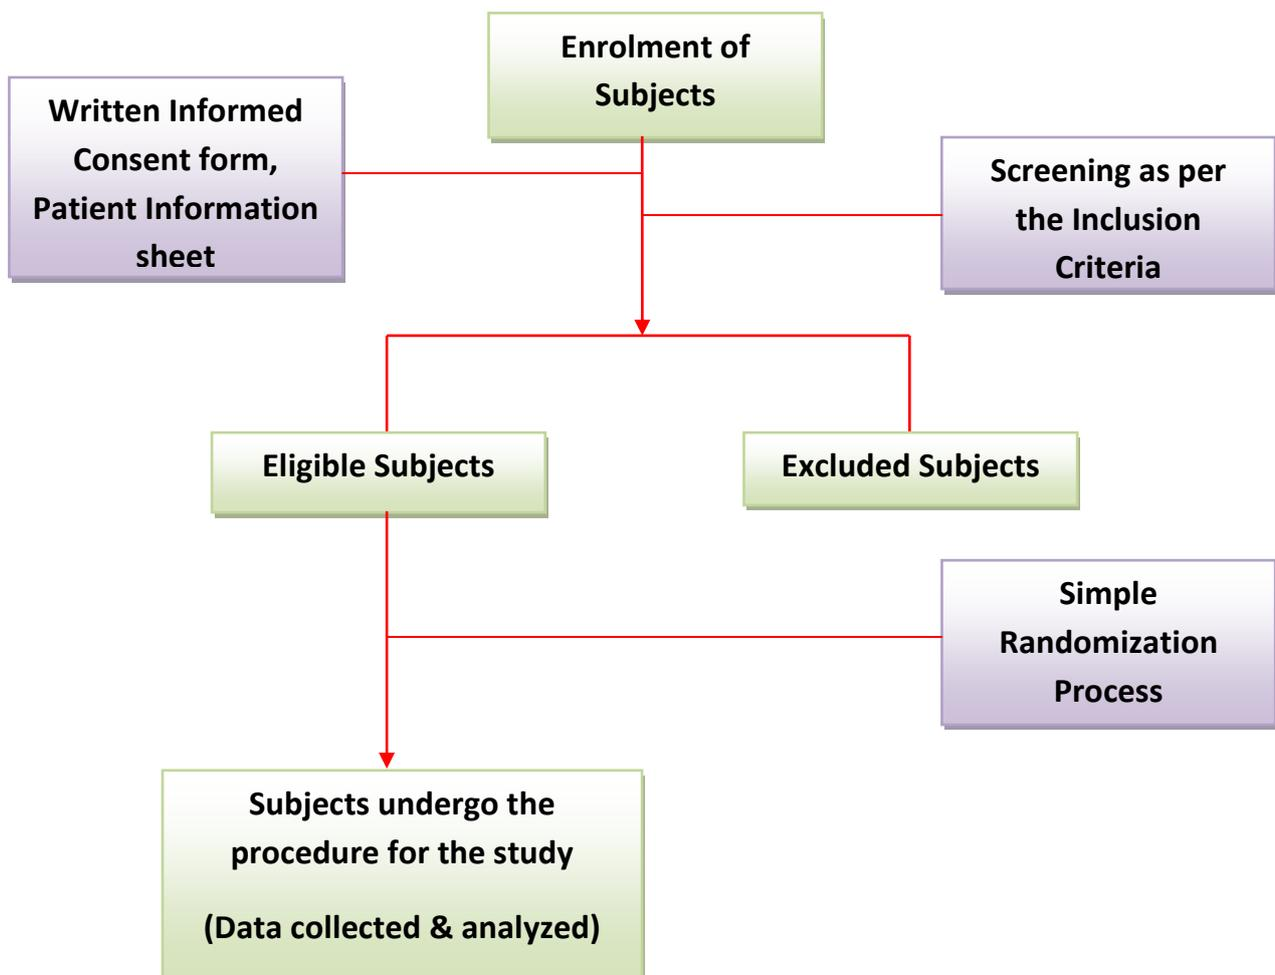 Enrolment of
Subjects
Written Informed
Consent form,
Patient Information
sheet
Screening as per
the Inclusion
Criteria
Eligible Subjects
Excluded Subjects
Simple
Randomization
Process
Subjects undergo the
procedure for the study
(Data collected & analyzed)